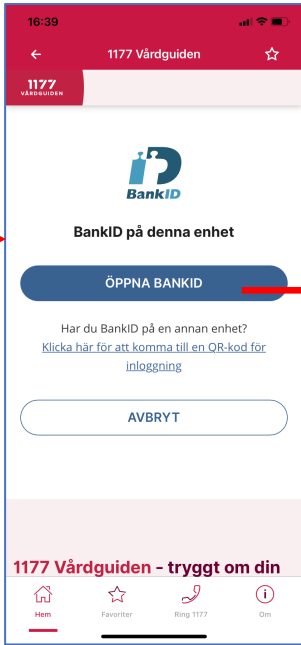 16:39
1177 Vårdguiden
1177
VÅRDGUIDEN
BankID
BankID på denna enhet
ÖPPNA BANKID
Har du BankID på en annan enhet?
Klicka här för att komma till en QR-kod för
inloggning
AVBRYT
1177 Vårdguiden - tryggt om din
Hem Favoriter Ring 1177 Om